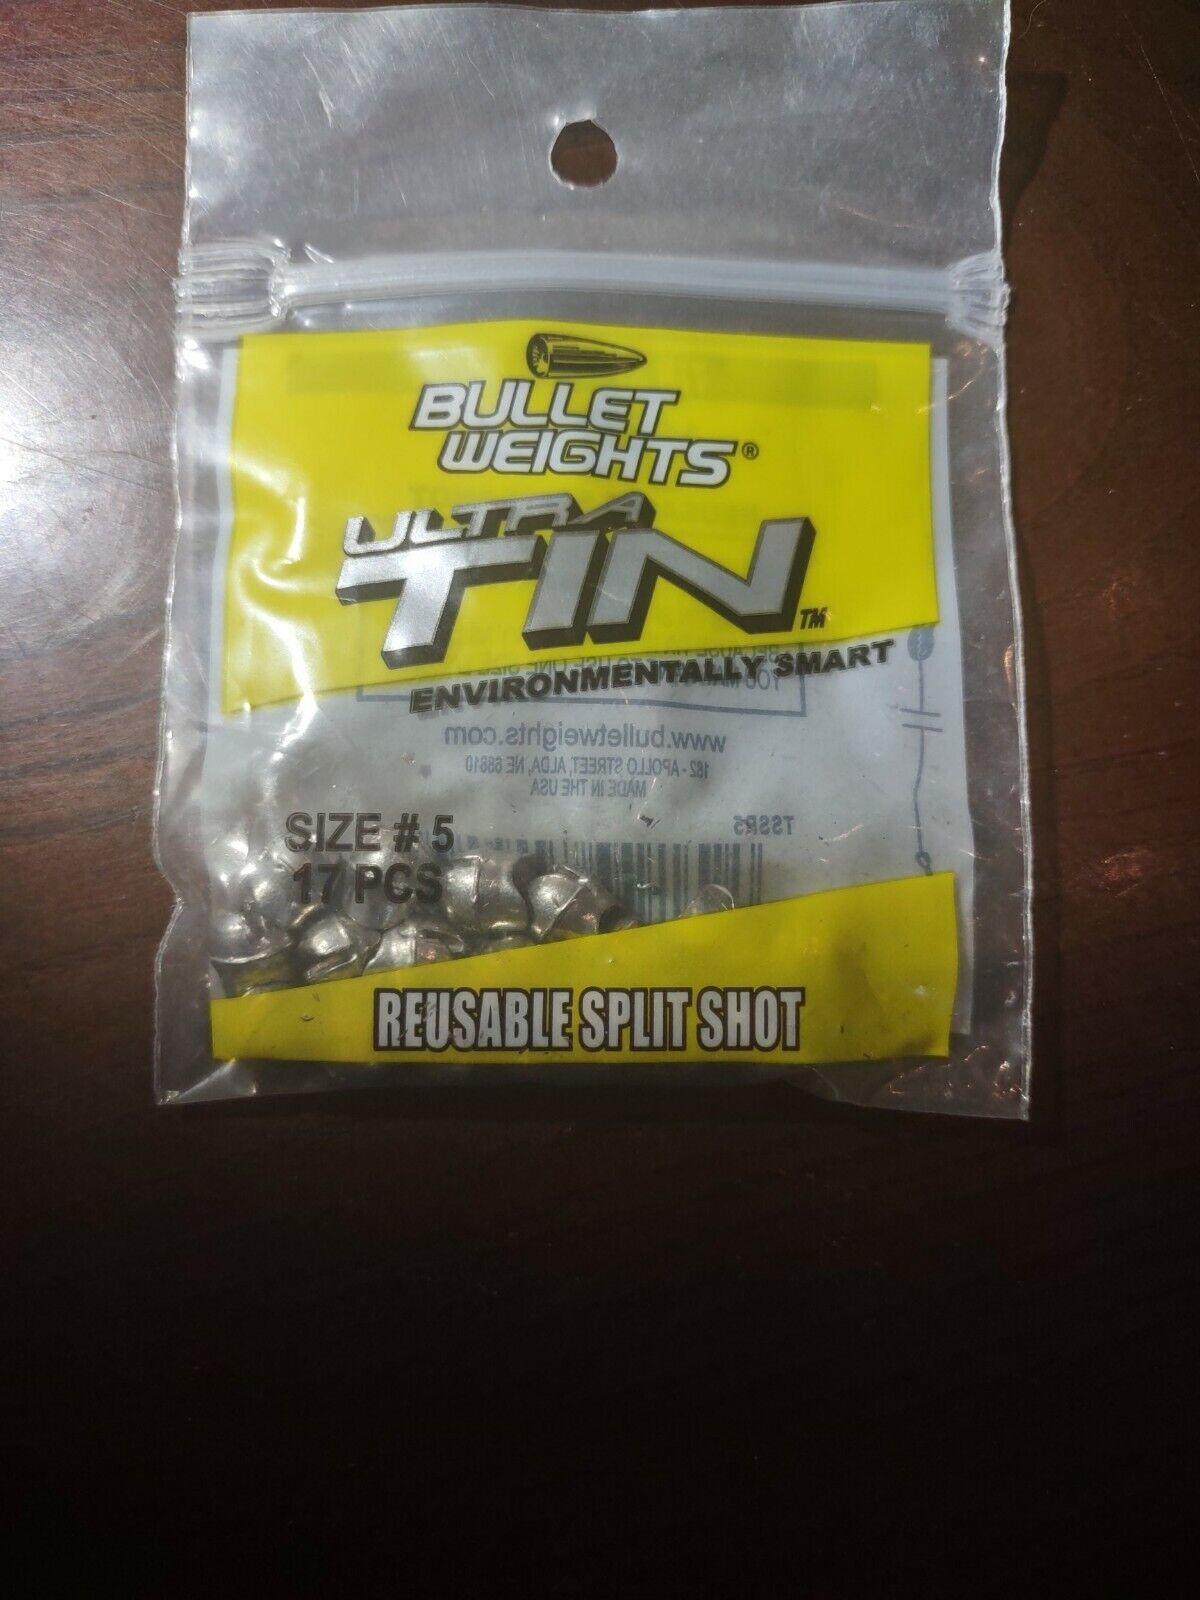 BULLET
WEIGHTS®
ULTRA
TIN™
ENVIRONMENTALLY SMART
www.bulletweights.com
182 - APOLLO STREET, ALDA, NE 68810
MADE IN THE USA
TSSR5
SIZE # 5
17 PCS
REUSABLE SPLIT SHOT